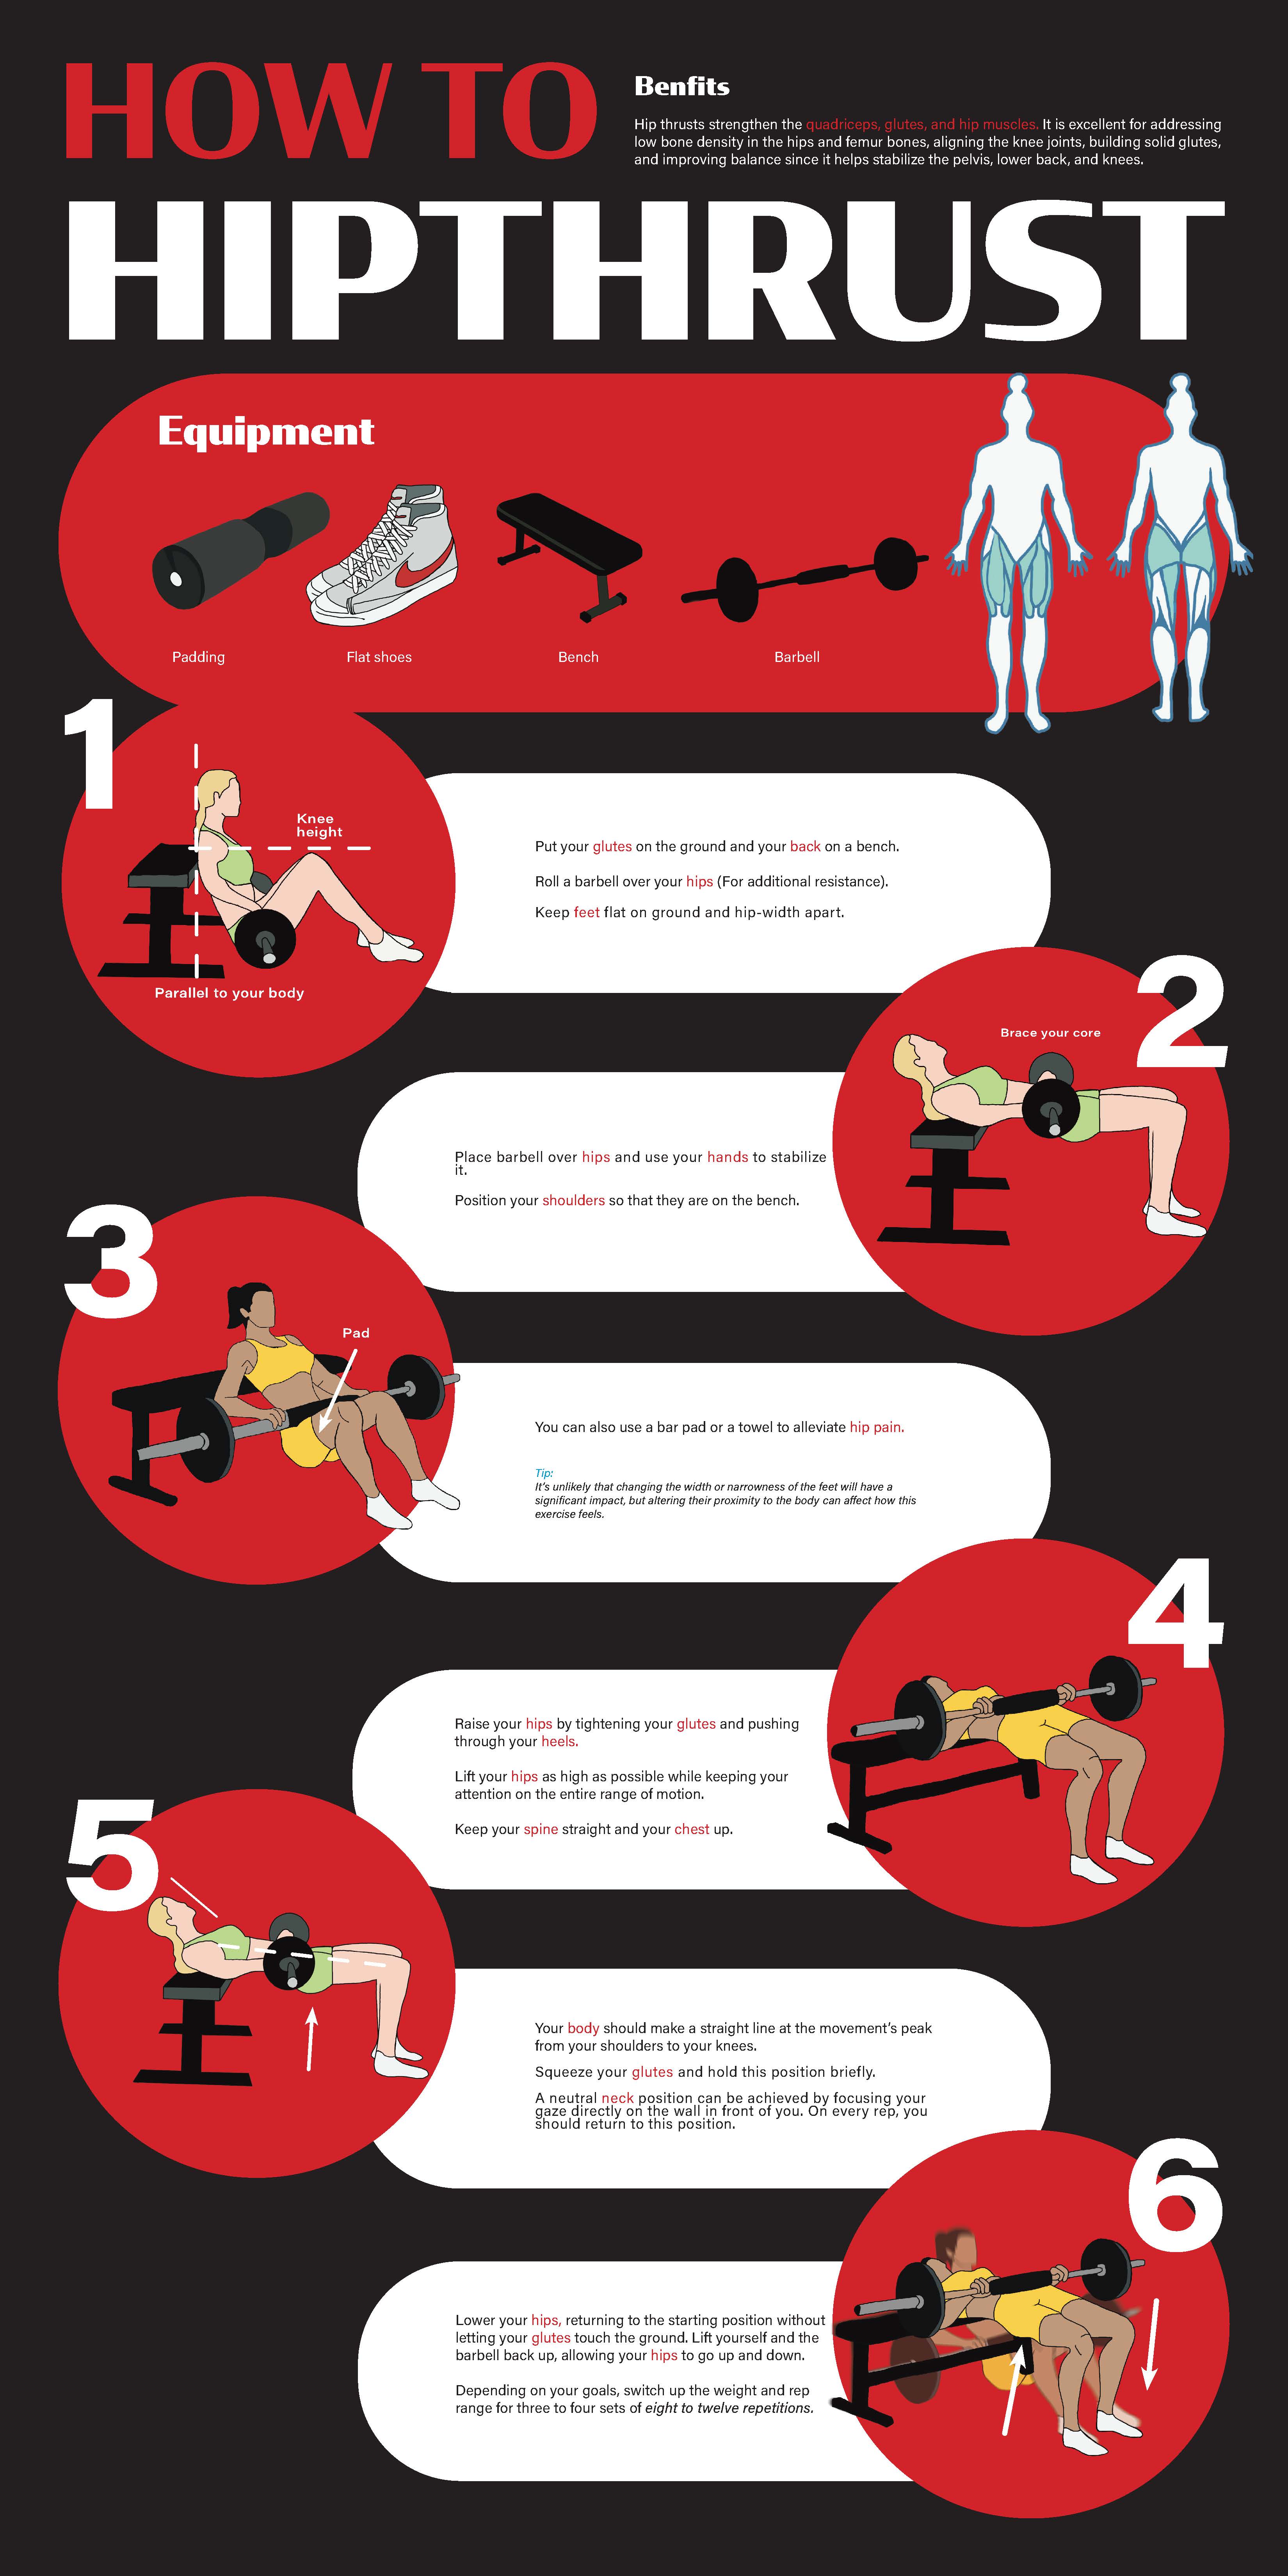 HOW TO
Benfits
Hip thrusts strengthen the quadriceps, glutes, and hip muscles. It is excellent for addressing
low bone density in the hips and femur bones, aligning the knee joints, building solid glutes,
and improving balance since it helps stabilize the pelvis, lower back, and knees.
HIPTHRUST
Equipment
Padding
Flat shoes
Bench
Barbell
1
Knee
height
Parallel to your body
Put your glutes on the ground and your back on a bench.
Roll a barbell over your hips (For additional resistance).
Keep feet flat on ground and hip-width apart.
2
Brace your core
Place barbell over hips and use your hands to stabilize
it.
Position your shoulders so that they are on the bench.
3
Pad
You can also use a bar pad or a towel to alleviate hip pain.
Tip:
It's unlikely that changing the width or narrowness of the feet will have a
significant impact, but altering their proximity to the body can affect how this
exercise feels.
4
Raise your hips by tightening your glutes and pushing
through your heels.
Lift your hips as high as possible while keeping your
attention on the entire range of motion.
Keep your spine straight and your chest up.
5
Your body should make a straight line at the movement's peak
from your shoulders to your knees.
Squeeze your glutes and hold this position briefly.
A neutral neck position can be achieved by focusing your
gaze directly on the wall in front of you. On every rep, you
should return to this position.
6
Lower your hips, returning to the starting position without
letting your glutes touch the ground. Lift yourself and the
barbell back up, allowing your hips to go up and down.
Depending on your goals, switch up the weight and rep
range for three to four sets of eight to twelve repetitions.